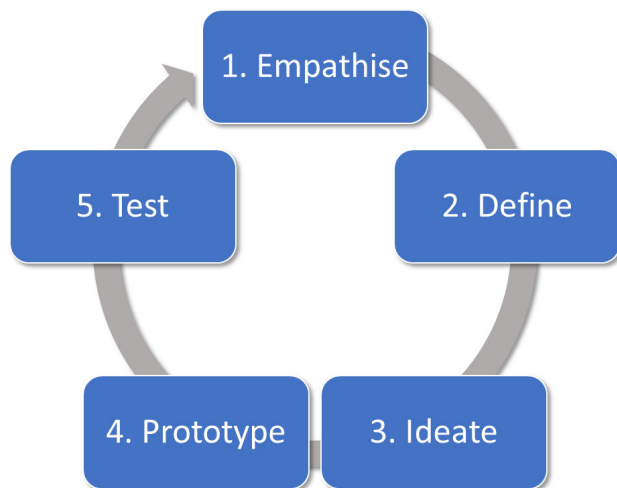 1. Empathise
2. Define
3. Ideate
4. Prototype
5. Test